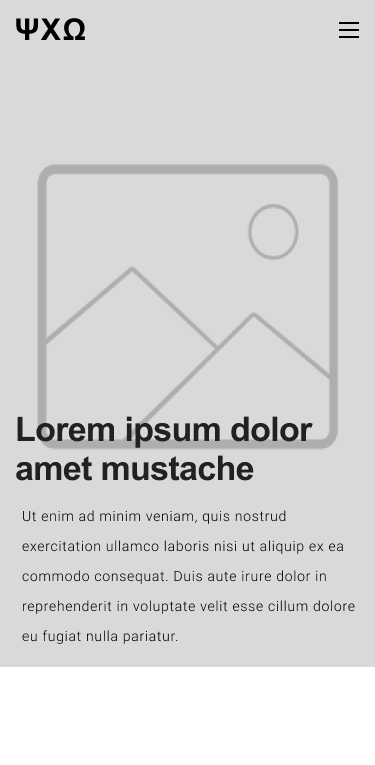 ΨΧΩ
Lorem ipsum dolor
amet mustache
Ut enim ad minim veniam, quis nostrud
exercitation ullamco laboris nisi ut aliquip ex ea
commodo consequat. Duis aute irure dolor in
reprehenderit in voluptate velit esse cillum dolore
eu fugiat nulla pariatur.